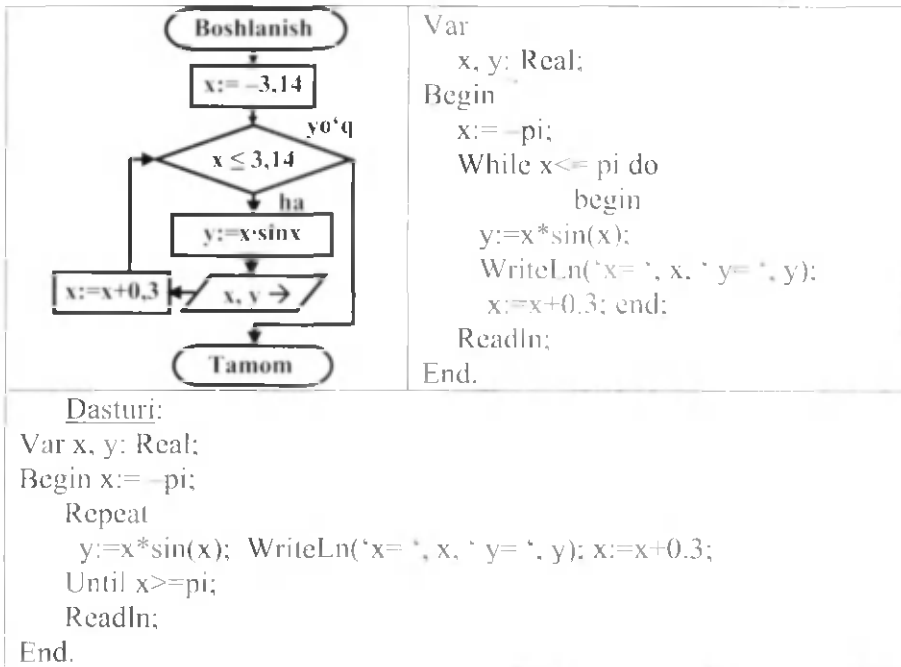 Boshlanish
x:= –3,14
yo‘q
x ≤ 3,14
ha
y:=x·sinx
x:=x+0,3
x, y →
Tamom
Var
x, y: Real;
Begin
x:= –pi;
While x<= pi do
begin
y:=x*sin(x);
WriteLn(‘x= ‘, x, ‘ y= ‘, y);
x:=x+0.3; end;
Readln;
End.
Dasturi:
Var x, y: Real;
Begin x:= –pi;
Repeat
y:=x*sin(x); WriteLn(‘x= ‘, x, ‘ y= ‘, y); x:=x+0.3;
Until x>=pi;
Readln;
End.